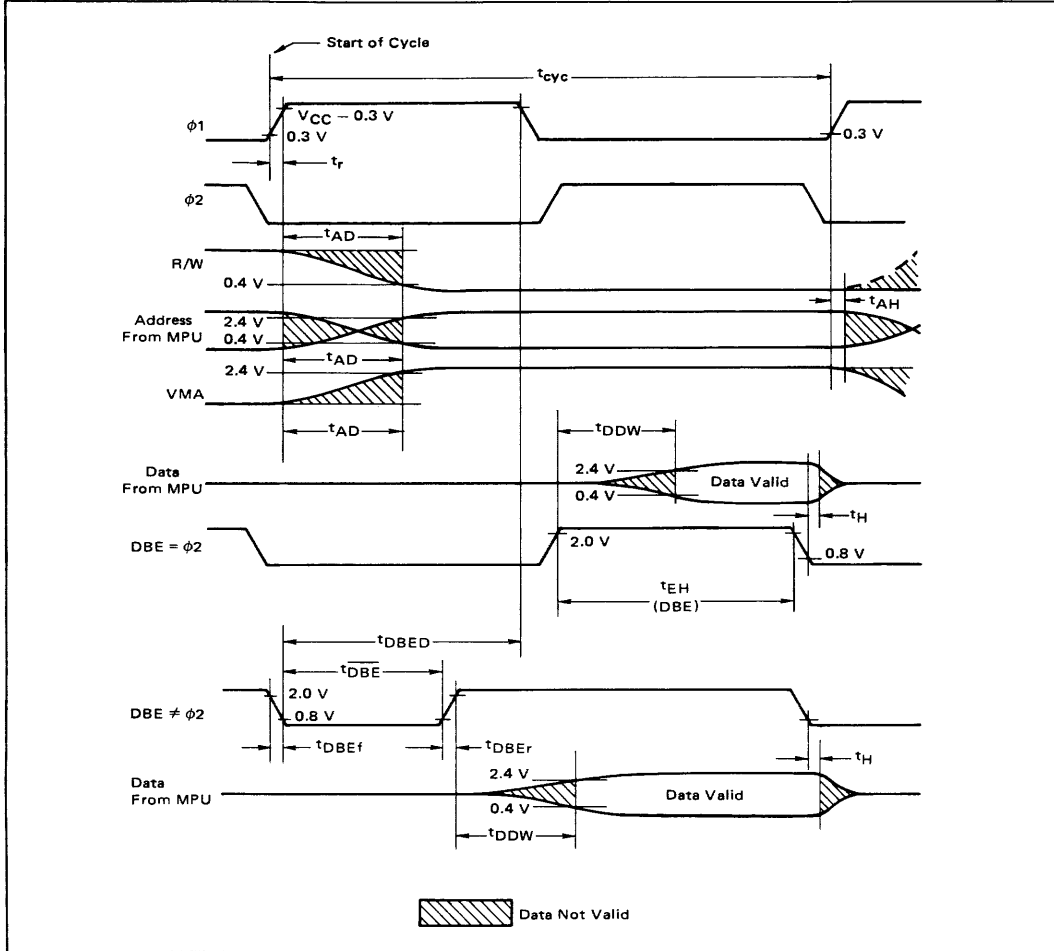 Start of Cycle
tcyc
VCC – 0.3 V
ϕ1
0.3 V
0.3 V
tr
ϕ2
tAD
R/W
0.4 V
tAH
Address
From MPU
2.4 V
0.4 V
tAD
2.4 V
VMA
tAD
tDDW
Data
From MPU
2.4 V
Data Valid
0.4 V
tH
DBE = ϕ2
2.0 V
0.8 V
tEH
(DBE)
tDBED
tD̅B̅E̅
2.0 V
DBE ≠ ϕ2
0.8 V
tDBEf
tDBEr
tH
2.4 V
Data
From MPU
Data Valid
0.4 V
tDDW
Data Not Valid